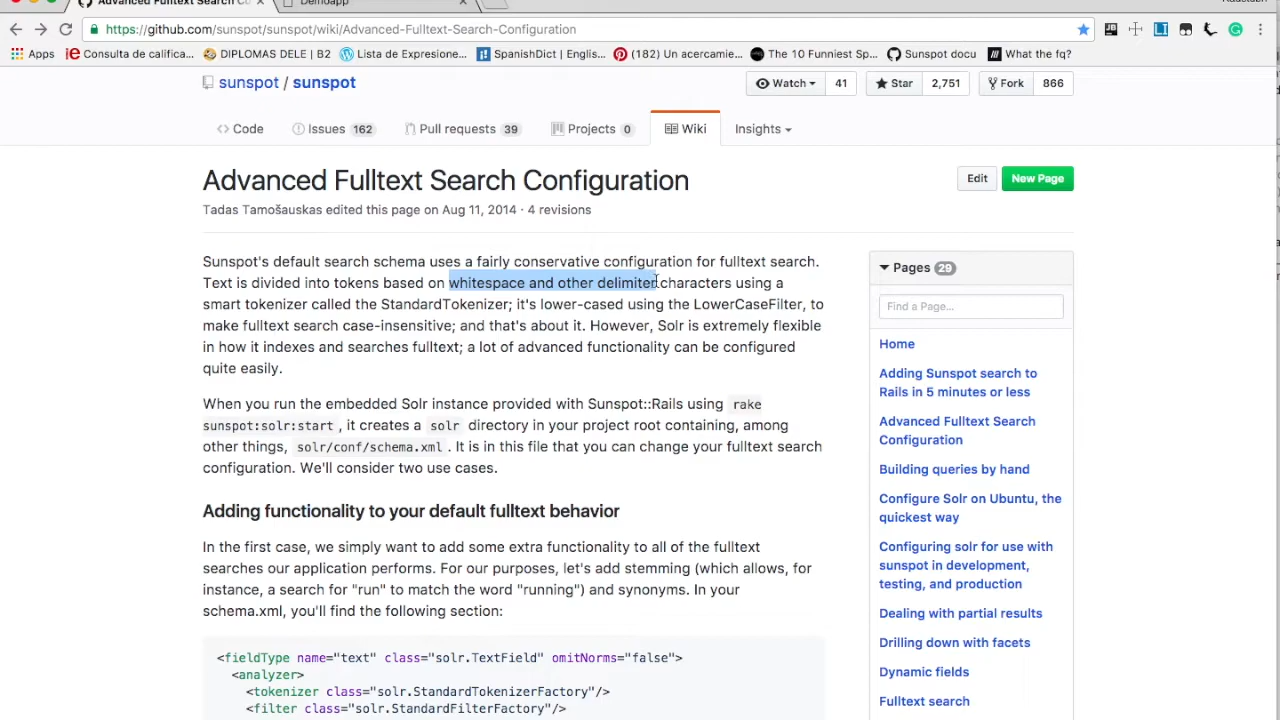 Advanced Fulltext Search Co
Demoapp
https://github.com/sunspot/sunspot/wiki/Advanced-Fulltext-Search-Configuration
Apps Consulta de califica... DIPLOMAS DELE | B2 Lista de Expresione... SpanishDict | Englis... (182) Un acercamie... The 10 Funniest Sp... Sunspot docu What the fq?
sunspot / sunspot
Watch 41 Star 2,751 Fork 866
Code Issues 162 Pull requests 39 Projects 0 Wiki Insights
Advanced Fulltext Search Configuration
Edit New Page
Tadas Tamošauskas edited this page on Aug 11, 2014 · 4 revisions
Sunspot's default search schema uses a fairly conservative configuration for fulltext search.
Text is divided into tokens based on whitespace and other delimiter characters using a
smart tokenizer called the StandardTokenizer; it's lower-cased using the LowerCaseFilter, to
make fulltext search case-insensitive; and that's about it. However, Solr is extremely flexible
in how it indexes and searches fulltext; a lot of advanced functionality can be configured
quite easily.
When you run the embedded Solr instance provided with Sunspot::Rails using rake
sunspot:solr:start , it creates a solr directory in your project root containing, among
other things, solr/conf/schema.xml . It is in this file that you can change your fulltext search
configuration. We'll consider two use cases.
Adding functionality to your default fulltext behavior
In the first case, we simply want to add some extra functionality to all of the fulltext
searches our application performs. For our purposes, let's add stemming (which allows, for
instance, a search for "run" to match the word "running") and synonyms. In your
schema.xml, you'll find the following section:
<fieldType name="text" class="solr.TextField" omitNorms="false">
<analyzer>
<tokenizer class="solr.StandardTokenizerFactory"/>
<filter class="solr.StandardFilterFactory"/>
Pages 29
Find a Page...
Home
Adding Sunspot search to
Rails in 5 minutes or less
Advanced Fulltext Search
Configuration
Building queries by hand
Configure Solr on Ubuntu, the
quickest way
Configuring solr for use with
sunspot in development,
testing, and production
Dealing with partial results
Drilling down with facets
Dynamic fields
Fulltext search